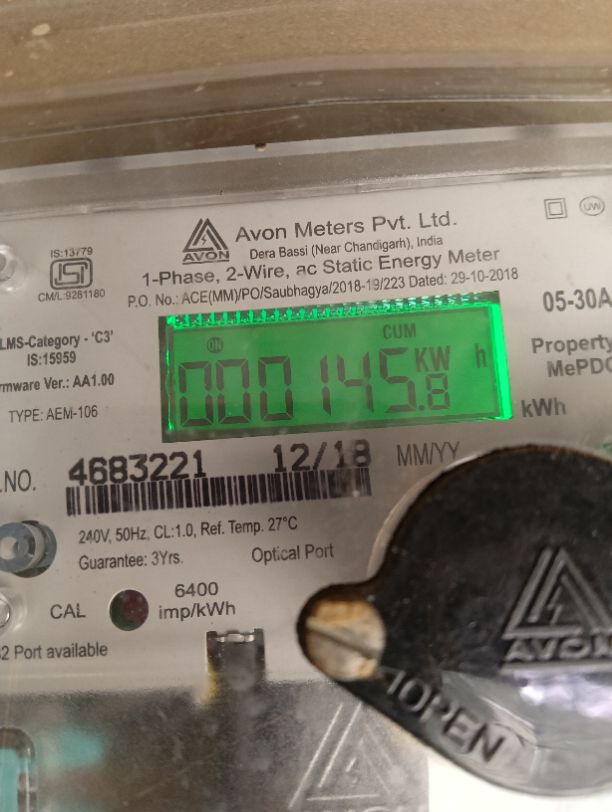 Avon Meters Pvt. Ltd.
AVON
Dera Bassi (Near Chandigarh), India
UW
IS:13779
ISI
CM/L:9281180
1-Phase, 2-Wire, ac Static Energy Meter
P.O. No.: ACE(MM)/PO/Saubhagya/2018-19/223 Dated: 29-10-2018
05-30A
LMS-Category - 'C3'
IS:15959
rmware Ver.: AA1.00
TYPE: AEM-106
ON
CUM
000145.8 KW h
Property
MePDC
kWh
.NO. 4683221 12/18 MM/YY
240V, 50Hz, CL:1.0, Ref. Temp. 27°C
Guarantee: 3Yrs. Optical Port
CAL
6400
imp/kWh
2 Port available
AVON
OPEN